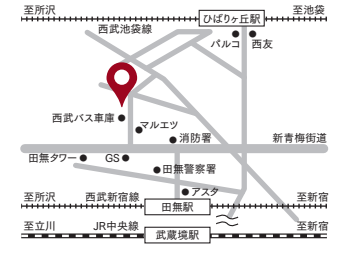 至所沢
ひばりヶ丘駅
至池袋
西武池袋線
パルコ
西友
西武バス車庫
マルエツ
消防署
新青梅街道
田無タワー
GS
田無警察署
アスタ
至所沢
西武新宿線
田無駅
至新宿
至立川
JR中央線
武蔵境駅
至新宿